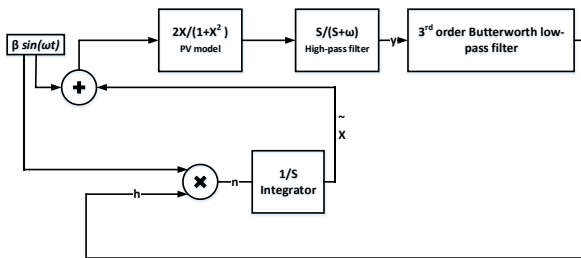 β sin(ωt)
2X/(1+X²)
PV model
S/(S+ω)
High-pass filter
y
3rd order Butterworth low-
pass filter
+
~
X
×
n
1/S
Integrator
h